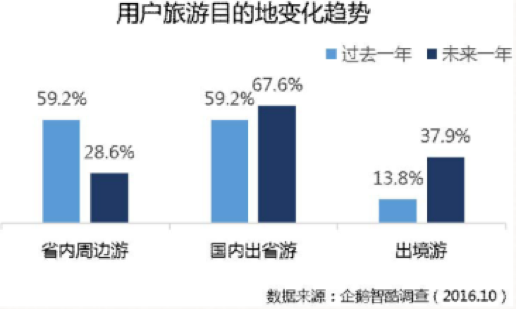 用户旅游目的地变化趋势
过去一年 未来一年
59.2% 28.6% 59.2% 67.6% 13.8% 37.9%
省内周边游 国内出省游 出境游
数据来源：企鹅智酷调查（2016.10）